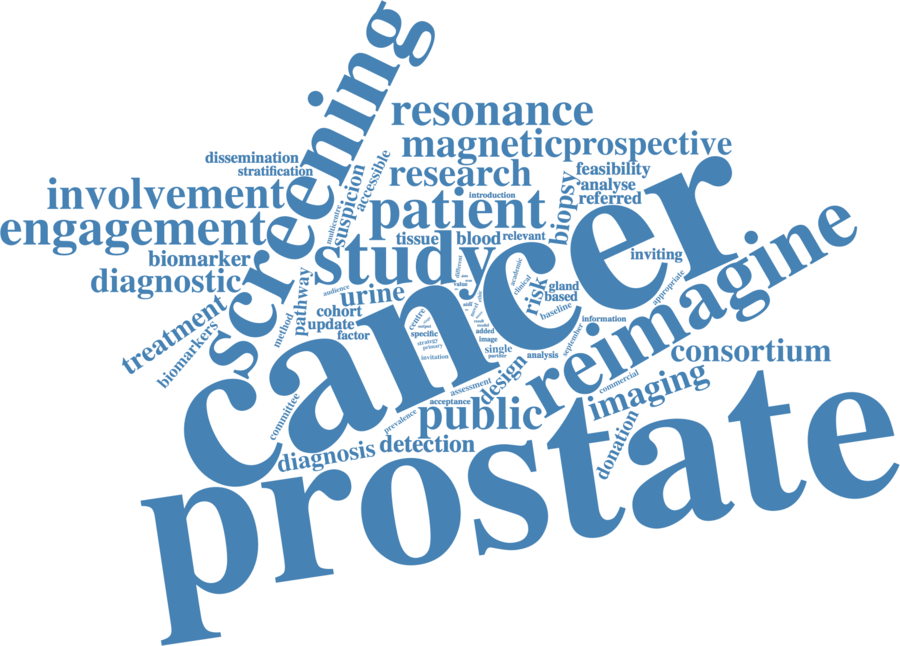 screening
resonance
magnetic
prospective
dissemination
stratification
research
feasibility
analyse
referred
involvement
suspicion
accessible
multicentre
introduction
patient
biopsy
engagement
tissue
blood
relevant
study
cancer
inviting
biomarker
diagnostic
different
value
academic
clinical
risk
gland
based
baseline
audience
urine
pathway
cohort
update
factor
method
centre
specific
strategy
primary
invitation
output
added
image
single
analysis
information
september
appropriate
reimagine
treatment
biomarkers
consortium
commercial
imaging
design
assessment
acceptance
prevalence
public
committee
diagnosis
detection
donation
prostate